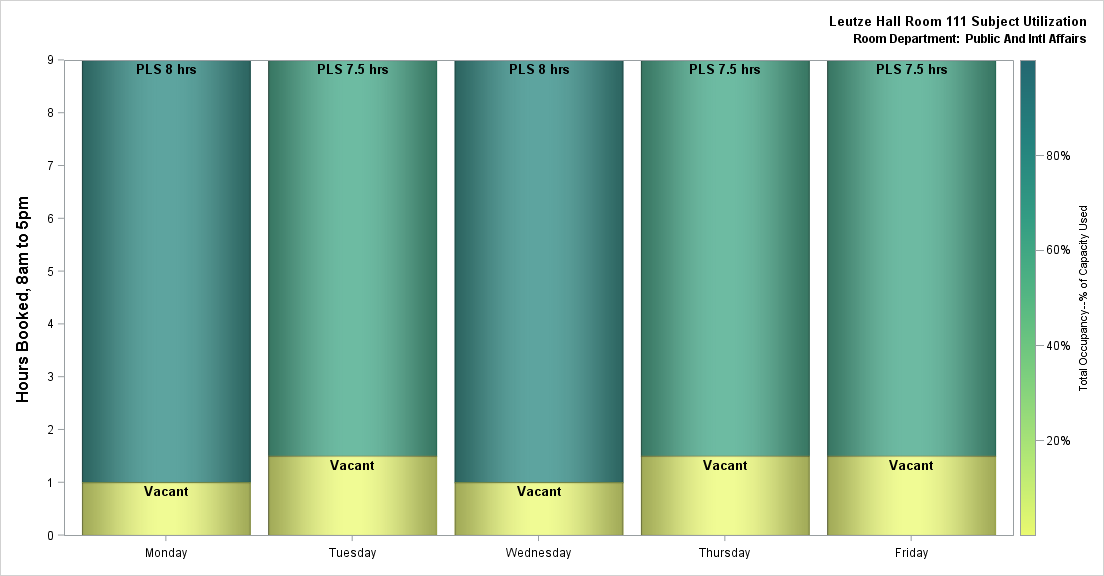 Leutze Hall Room 111 Subject Utilization
Room Department: Public And Intl Affairs
Hours Booked, 8am to 5pm
9
8
7
6
5
4
3
2
1
0
PLS 8 hrs
PLS 7.5 hrs
PLS 8 hrs
PLS 7.5 hrs
PLS 7.5 hrs
Vacant
Vacant
Vacant
Vacant
Vacant
Monday
Tuesday
Wednesday
Thursday
Friday
80%
60%
40%
20%
Total Occupancy--% of Capacity Used